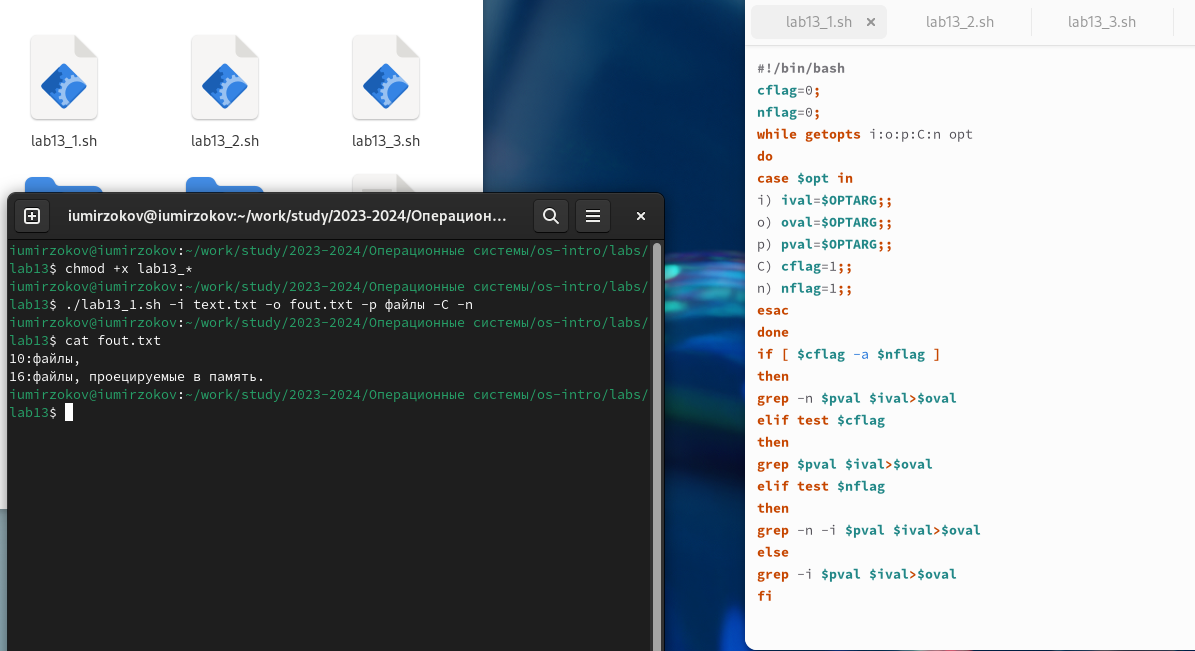 lab13_1.sh
lab13_2.sh
lab13_3.sh
iumirzokov@iumirzokov:~/work/study/2023-2024/Операцион...
iumirzokov@iumirzokov:~/work/study/2023-2024/Операционные системы/os-intro/labs/
lab13$ chmod +x lab13_*
iumirzokov@iumirzokov:~/work/study/2023-2024/Операционные системы/os-intro/labs/
lab13$ ./lab13_1.sh -i text.txt -o fout.txt -p файлы -C -n
iumirzokov@iumirzokov:~/work/study/2023-2024/Операционные системы/os-intro/labs/
lab13$ cat fout.txt
10:файлы,
16:файлы, проецируемые в память.
iumirzokov@iumirzokov:~/work/study/2023-2024/Операционные системы/os-intro/labs/
lab13$
lab13_1.sh
lab13_2.sh
lab13_3.sh
#!/bin/bash
cflag=0;
nflag=0;
while getopts i:o:p:C:n opt
do
case $opt in
i) ival=$OPTARG;;
o) oval=$OPTARG;;
p) pval=$OPTARG;;
C) cflag=1;;
n) nflag=1;;
esac
done
if [ $cflag -a $nflag ]
then
grep -n $pval $ival>$oval
elif test $cflag
then
grep $pval $ival>$oval
elif test $nflag
then
grep -n -i $pval $ival>$oval
else
grep -i $pval $ival>$oval
fi